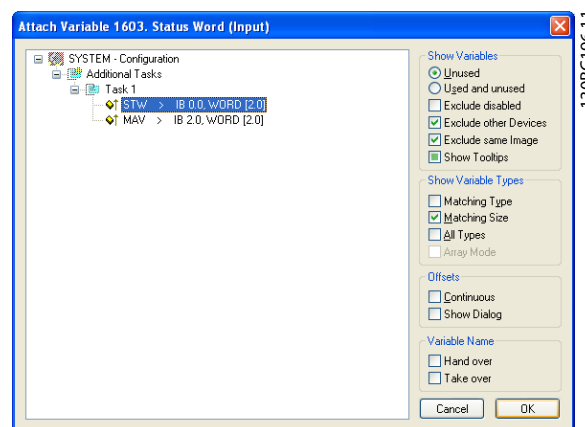 Attach Variable 1603. Status Word (Input)
SYSTEM - Configuration
Additional Tasks
Task 1
STW > IB 0.0, WORD [2.0]
MAV > IB 2.0, WORD [2.0]
Show Variables
Unused
Used and unused
Exclude disabled
Exclude other Devices
Exclude same Image
Show Tooltips
Show Variable Types
Matching Type
Matching Size
All Types
Array Mode
Offsets
Continuous
Show Dialog
Variable Name
Hand over
Take over
Cancel
OK